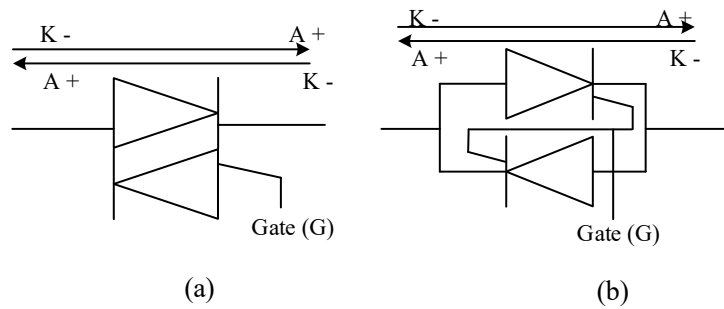 K - A +
A + K -
Gate (G)
(a)
K - A +
A + K -
Gate (G)
(b)